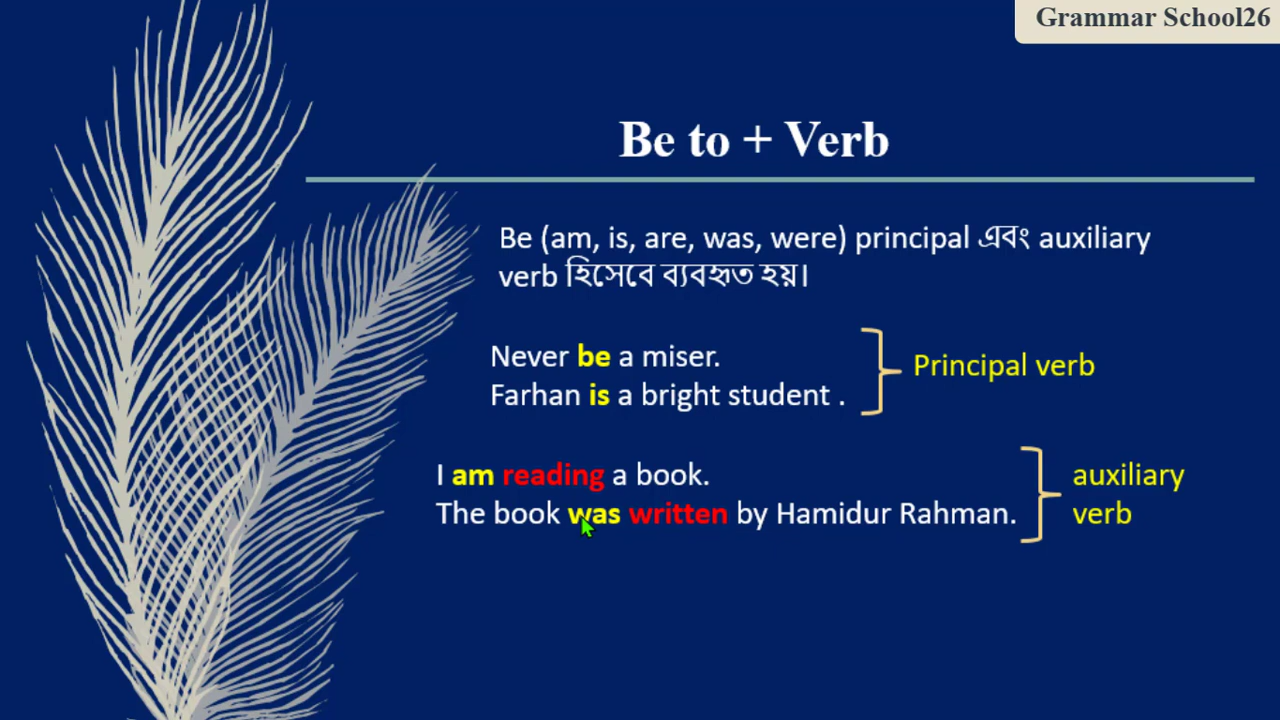 Grammar School26
Be to + Verb
Be (am, is, are, was, were) principal এবং auxiliary
verb হিসেবে ব্যবহৃত হয়।
Never be a miser.
Farhan is a bright student .
Principal verb
I am reading a book.
The book was written by Hamidur Rahman.
auxiliary
verb